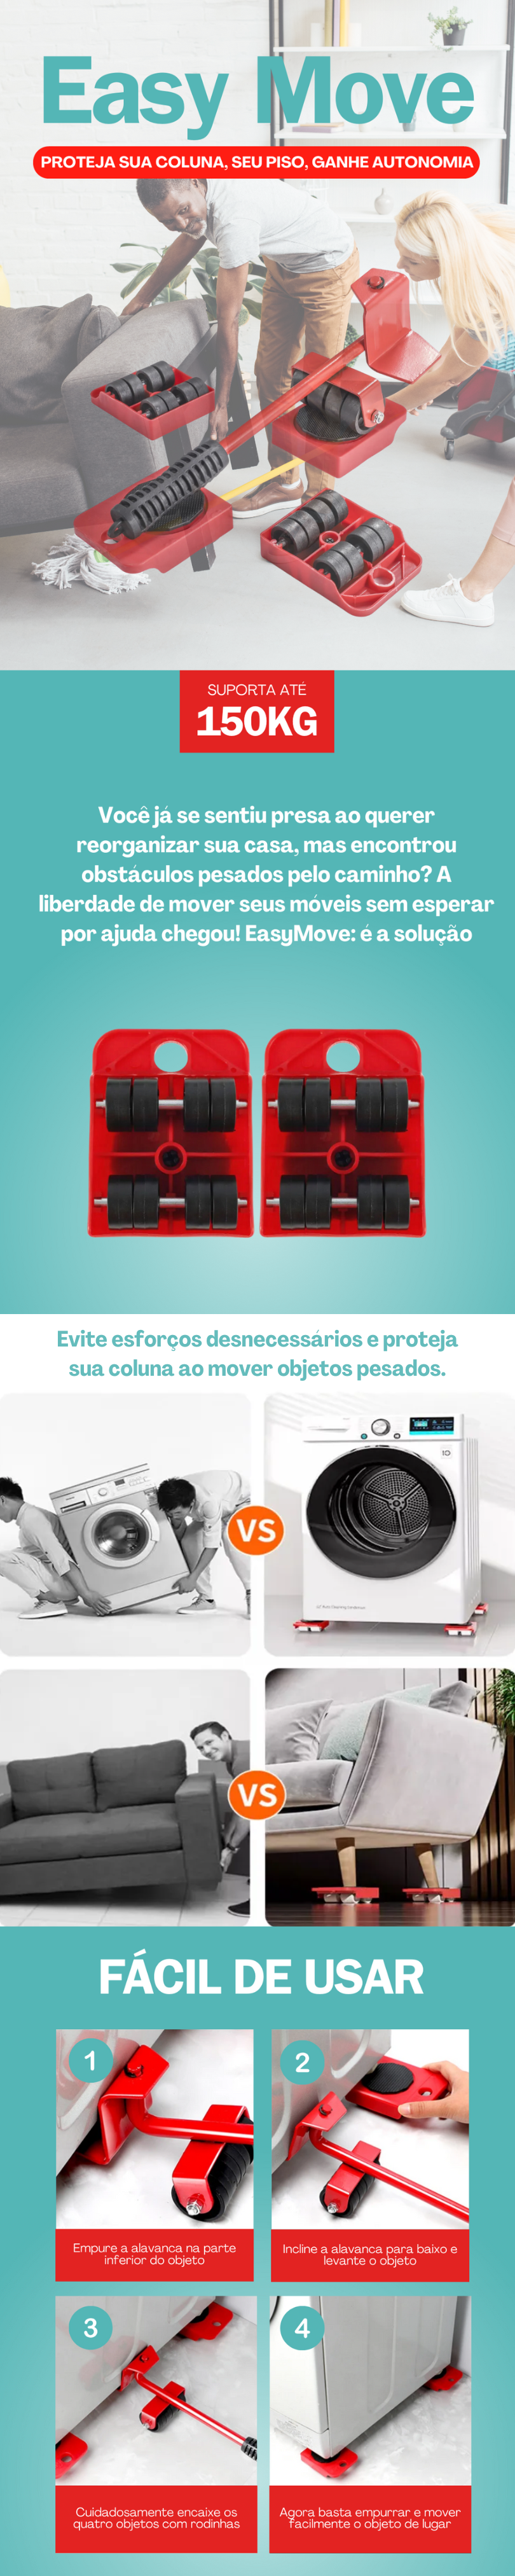 Easy Move
PROTEJA SUA COLUNA, SEU PISO, GANHE AUTONOMIA
SUPORTA ATÉ
150KG
Você já se sentiu presa ao querer
reorganizar sua casa, mas encontrou
obstáculos pesados pelo caminho? A
liberdade de mover seus móveis sem esperar
por ajuda chegou! EasyMove: é a solução
Evite esforços desnecessários e proteja
sua coluna ao mover objetos pesados.
VS
VS
FÁCIL DE USAR
1
Empure a alavanca na parte
inferior do objeto
2
Incline a alavanca para baixo e
levante o objeto
3
Cuidadosamente encaixe os
quatro objetos com rodinhas
4
Agora basta empurrar e mover
facilmente o objeto de lugar